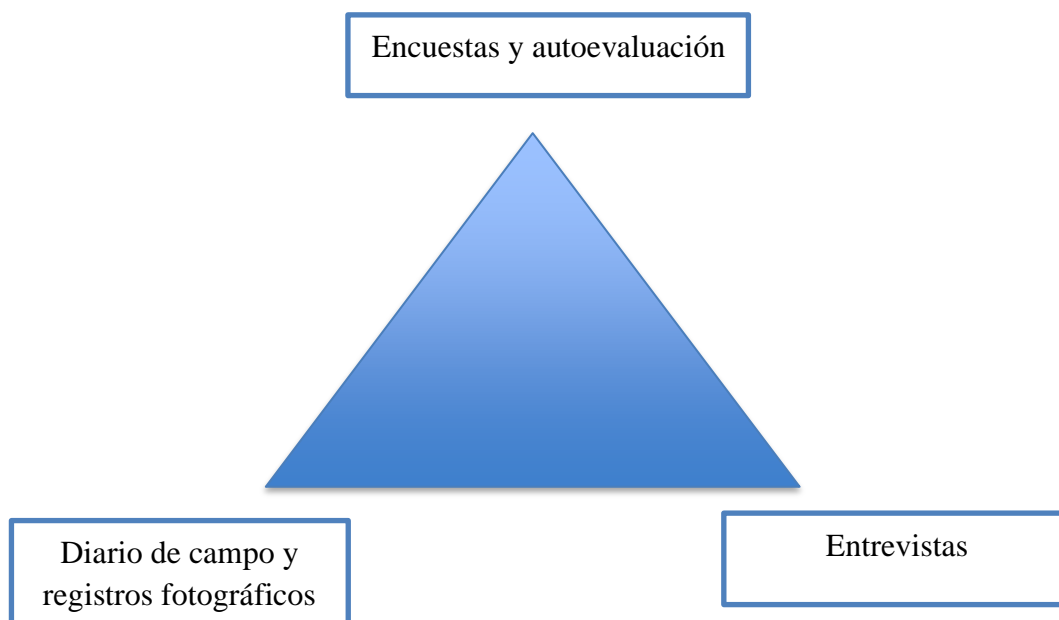 Encuestas y autoevaluación
Diario de campo y
registros fotográficos
Entrevistas